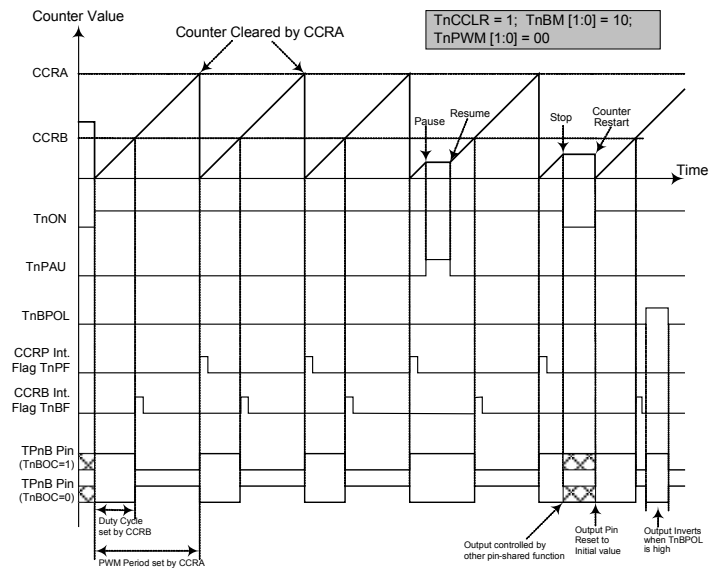 Counter Value
Counter Cleared by CCRA
TnCCLR = 1; TnBM [1:0] = 10;
TnPWM [1:0] = 00
CCRA
Pause
Resume
Stop
Counter
Restart
CCRB
Time
TnON
TnPAU
TnBPOL
CCRP Int.
Flag TnPF
CCRB Int.
Flag TnBF
TPnB Pin
(TnBOC=1)
TPnB Pin
(TnBOC=0)
Duty Cycle
set by CCRB
PWM Period set by CCRA
Output controlled by
other pin-shared function
Output Pin
Reset to
Initial value
Output Inverts
when TnBPOL
is high